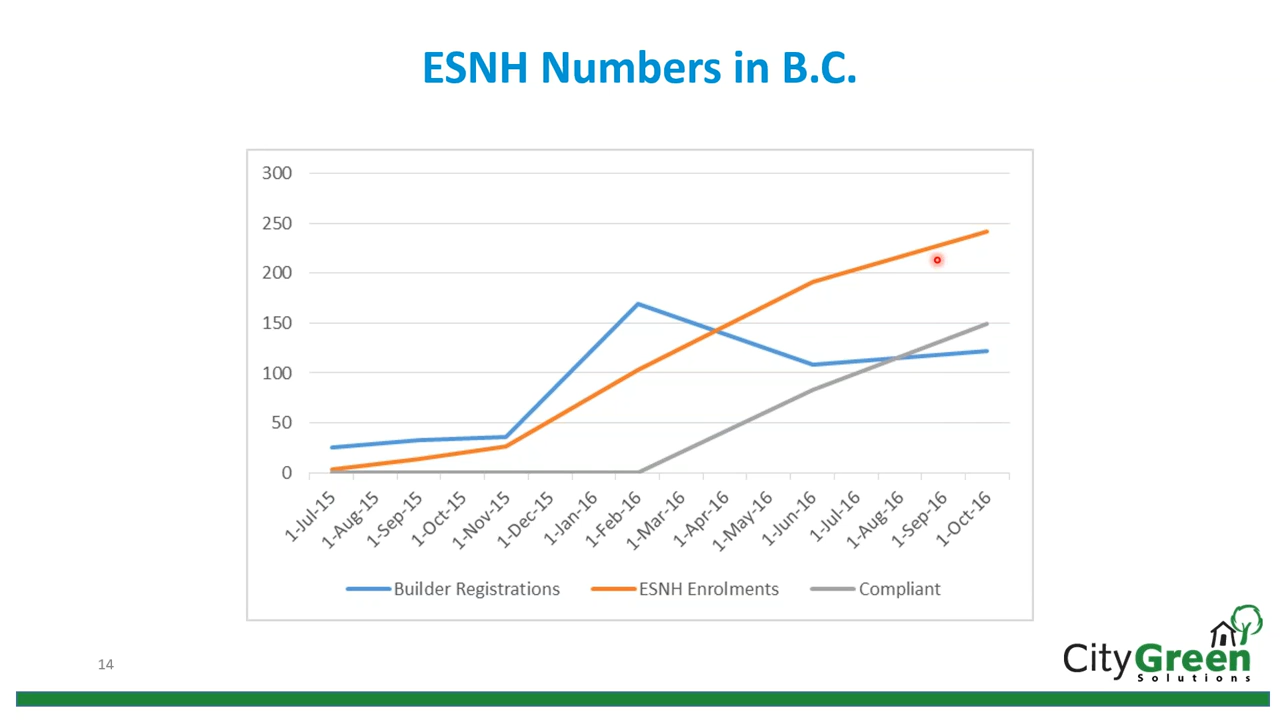 ESNH Numbers in B.C.
300
250
200
150
100
50
0
1-Jul-15
1-Aug-15
1-Sep-15
1-Oct-15
1-Nov-15
1-Dec-15
1-Jan-16
1-Feb-16
1-Mar-16
1-Apr-16
1-May-16
1-Jun-16
1-Jul-16
1-Aug-16
1-Sep-16
1-Oct-16
Builder Registrations ESNH Enrolments Compliant
14
CityGreen
Solutions